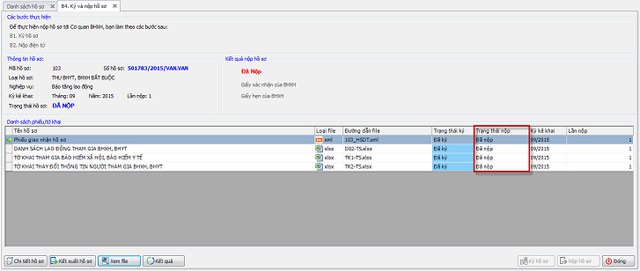 Danh sách hồ sơ B4. Ký và nộp hồ sơ
Các bước thực hiện
Để thực hiện nộp hồ sơ tới Cơ quan BHXH, bạn làm theo các bước sau:
B1. Ký hồ sơ
B2. Nộp điện tử
Thông tin hồ sơ: Kết quả nộp hồ sơ
Mã hồ sơ: 103 Số hồ sơ: 501783/2015/VAN.VAN
Đã Nộp
Loại hồ sơ: THU BHYT, BHXH BẮT BUỘC
Giấy xác nhận của BHXH
Nghiệp vụ: Báo tăng lao động
Kỳ kê khai: Tháng: 09 Năm: 2015 Lần nộp: 1
Giấy hẹn của BHXH
Trạng thái hồ sơ: ĐÃ NỘP
Danh sách phiếu/tờ khai
Tên hồ sơ Loại file Đường dẫn file Trạng thái ký Trạng thái nộp Kỳ kê khai Lần nộp
Phiếu giao nhận hồ sơ xml 103_HSDT.xml Đã ký Đã nộp 09/2015 1
DANH SÁCH LAO ĐỘNG THAM GIA BHXH, BHYT xlsx D02-TS.xlsx Đã ký Đã nộp 09/2015 1
TỜ KHAI THAM GIA BẢO HIỂM XÃ HỘI, BẢO HIỂM Y TẾ xlsx TK1-TS.xlsx Đã ký Đã nộp 09/2015 1
TỜ KHAI THAY ĐỔI THÔNG TIN NGƯỜI THAM GIA BHXH, BHYT xlsx TK2-TS.xlsx Đã ký Đã nộp 09/2015 1
Chi tiết hồ sơ Kết xuất hồ sơ Xem file Kết quả Ký hồ sơ Nộp hồ sơ Đóng